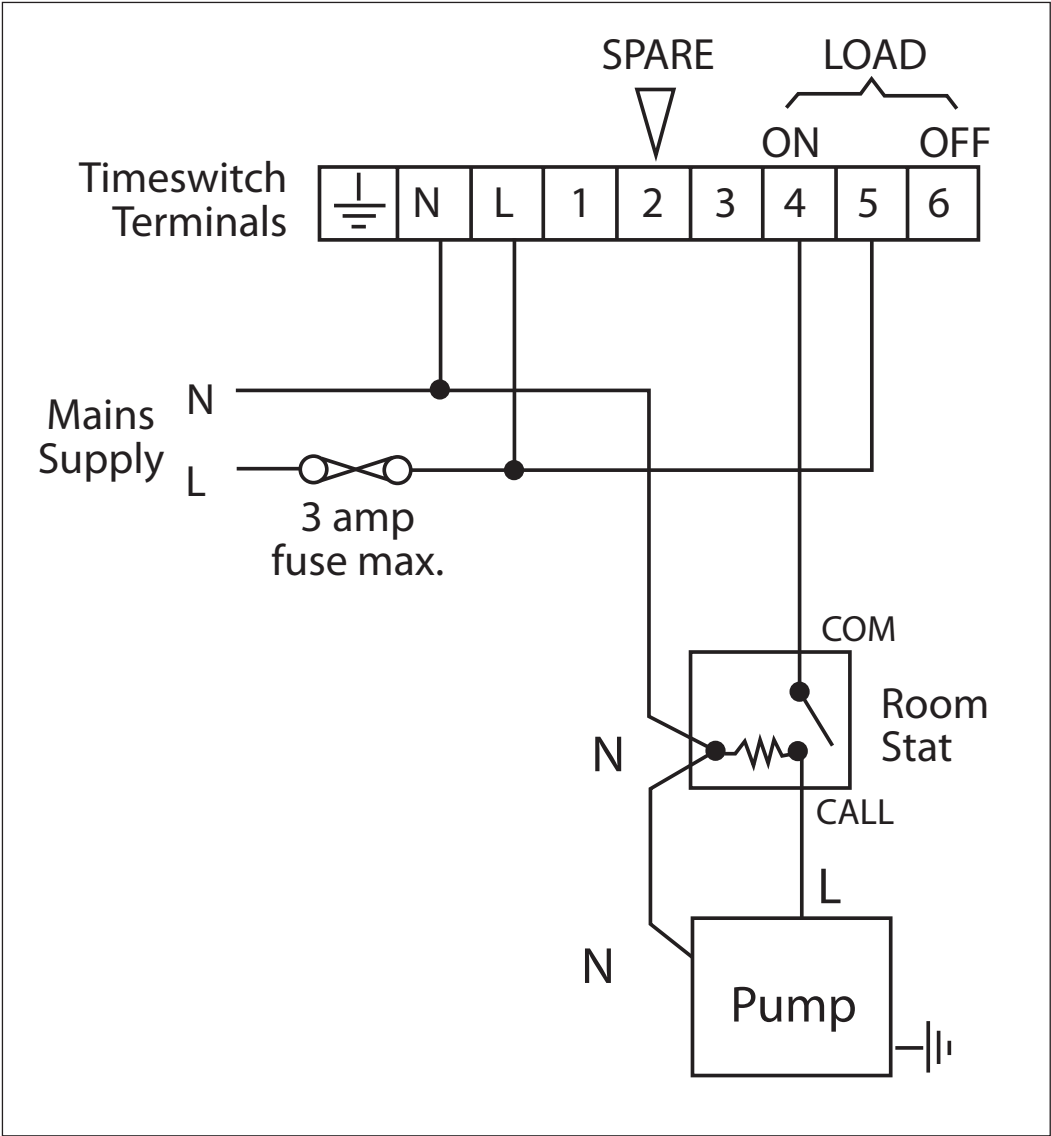 SPARE LOAD
ON OFF
Timeswitch
Terminals
N L 1 2 3 4 5 6
Mains
Supply
N
L
3 amp
fuse max.
COM
Room
Stat
N
CALL
L
N
Pump